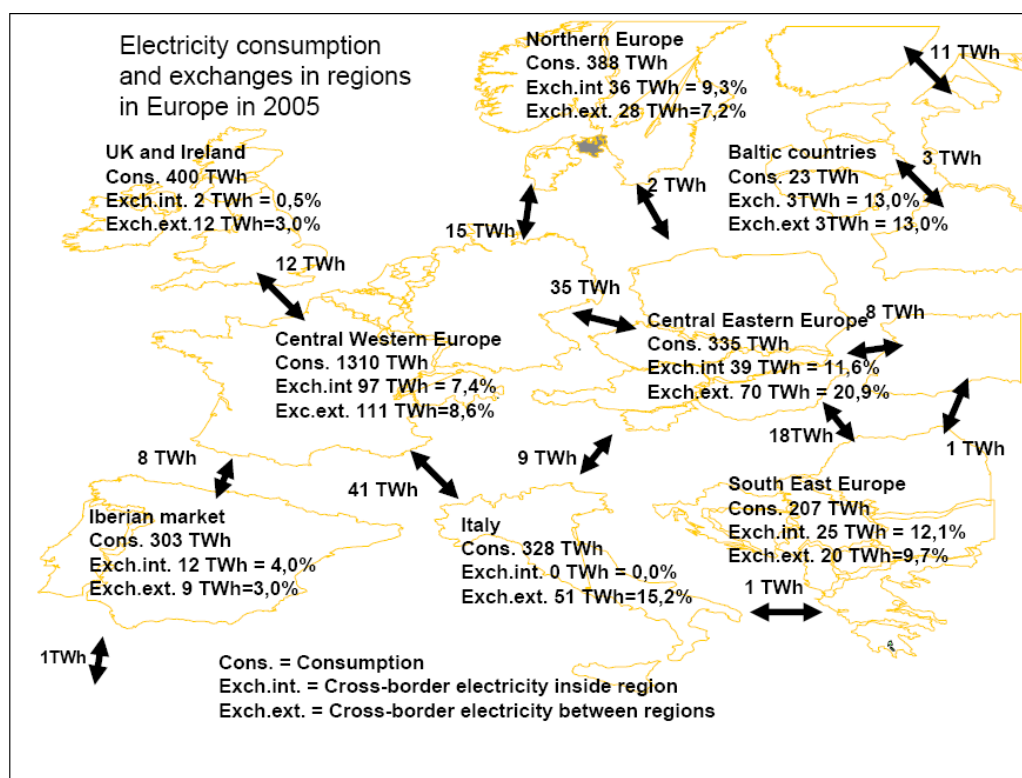 Electricity consumption
and exchanges in regions
in Europe in 2005
Northern Europe
Cons. 388 TWh
Exch.int 36 TWh = 9,3%
Exch.ext. 28 TWh=7,2%
11 TWh
UK and Ireland
Cons. 400 TWh
Exch.int. 2 TWh = 0,5%
Exch.ext.12 TWh=3,0%
Baltic countries
Cons. 23 TWh
Exch. 3TWh = 13,0%
Exch.ext 3TWh = 13,0%
3 TWh
2 TWh
15 TWh
12 TWh
35 TWh
Central Western Europe
Cons. 1310 TWh
Exch.int 97 TWh = 7,4%
Exc.ext. 111 TWh=8,6%
Central Eastern Europe
Cons. 335 TWh
Exch.int 39 TWh = 11,6%
Exch.ext. 70 TWh = 20,9%
8 TWh
18TWh
1 TWh
8 TWh
41 TWh
9 TWh
Iberian market
Cons. 303 TWh
Exch.int. 12 TWh = 4,0%
Exch.ext. 9 TWh=3,0%
Italy
Cons. 328 TWh
Exch.int. 0 TWh = 0,0%
Exch.ext. 51 TWh=15,2%
South East Europe
Cons. 207 TWh
Exch.int. 25 TWh = 12,1%
Exch.ext. 20 TWh=9,7%
1 TWh
1TWh
Cons. = Consumption
Exch.int. = Cross-border electricity inside region
Exch.ext. = Cross-border electricity between regions